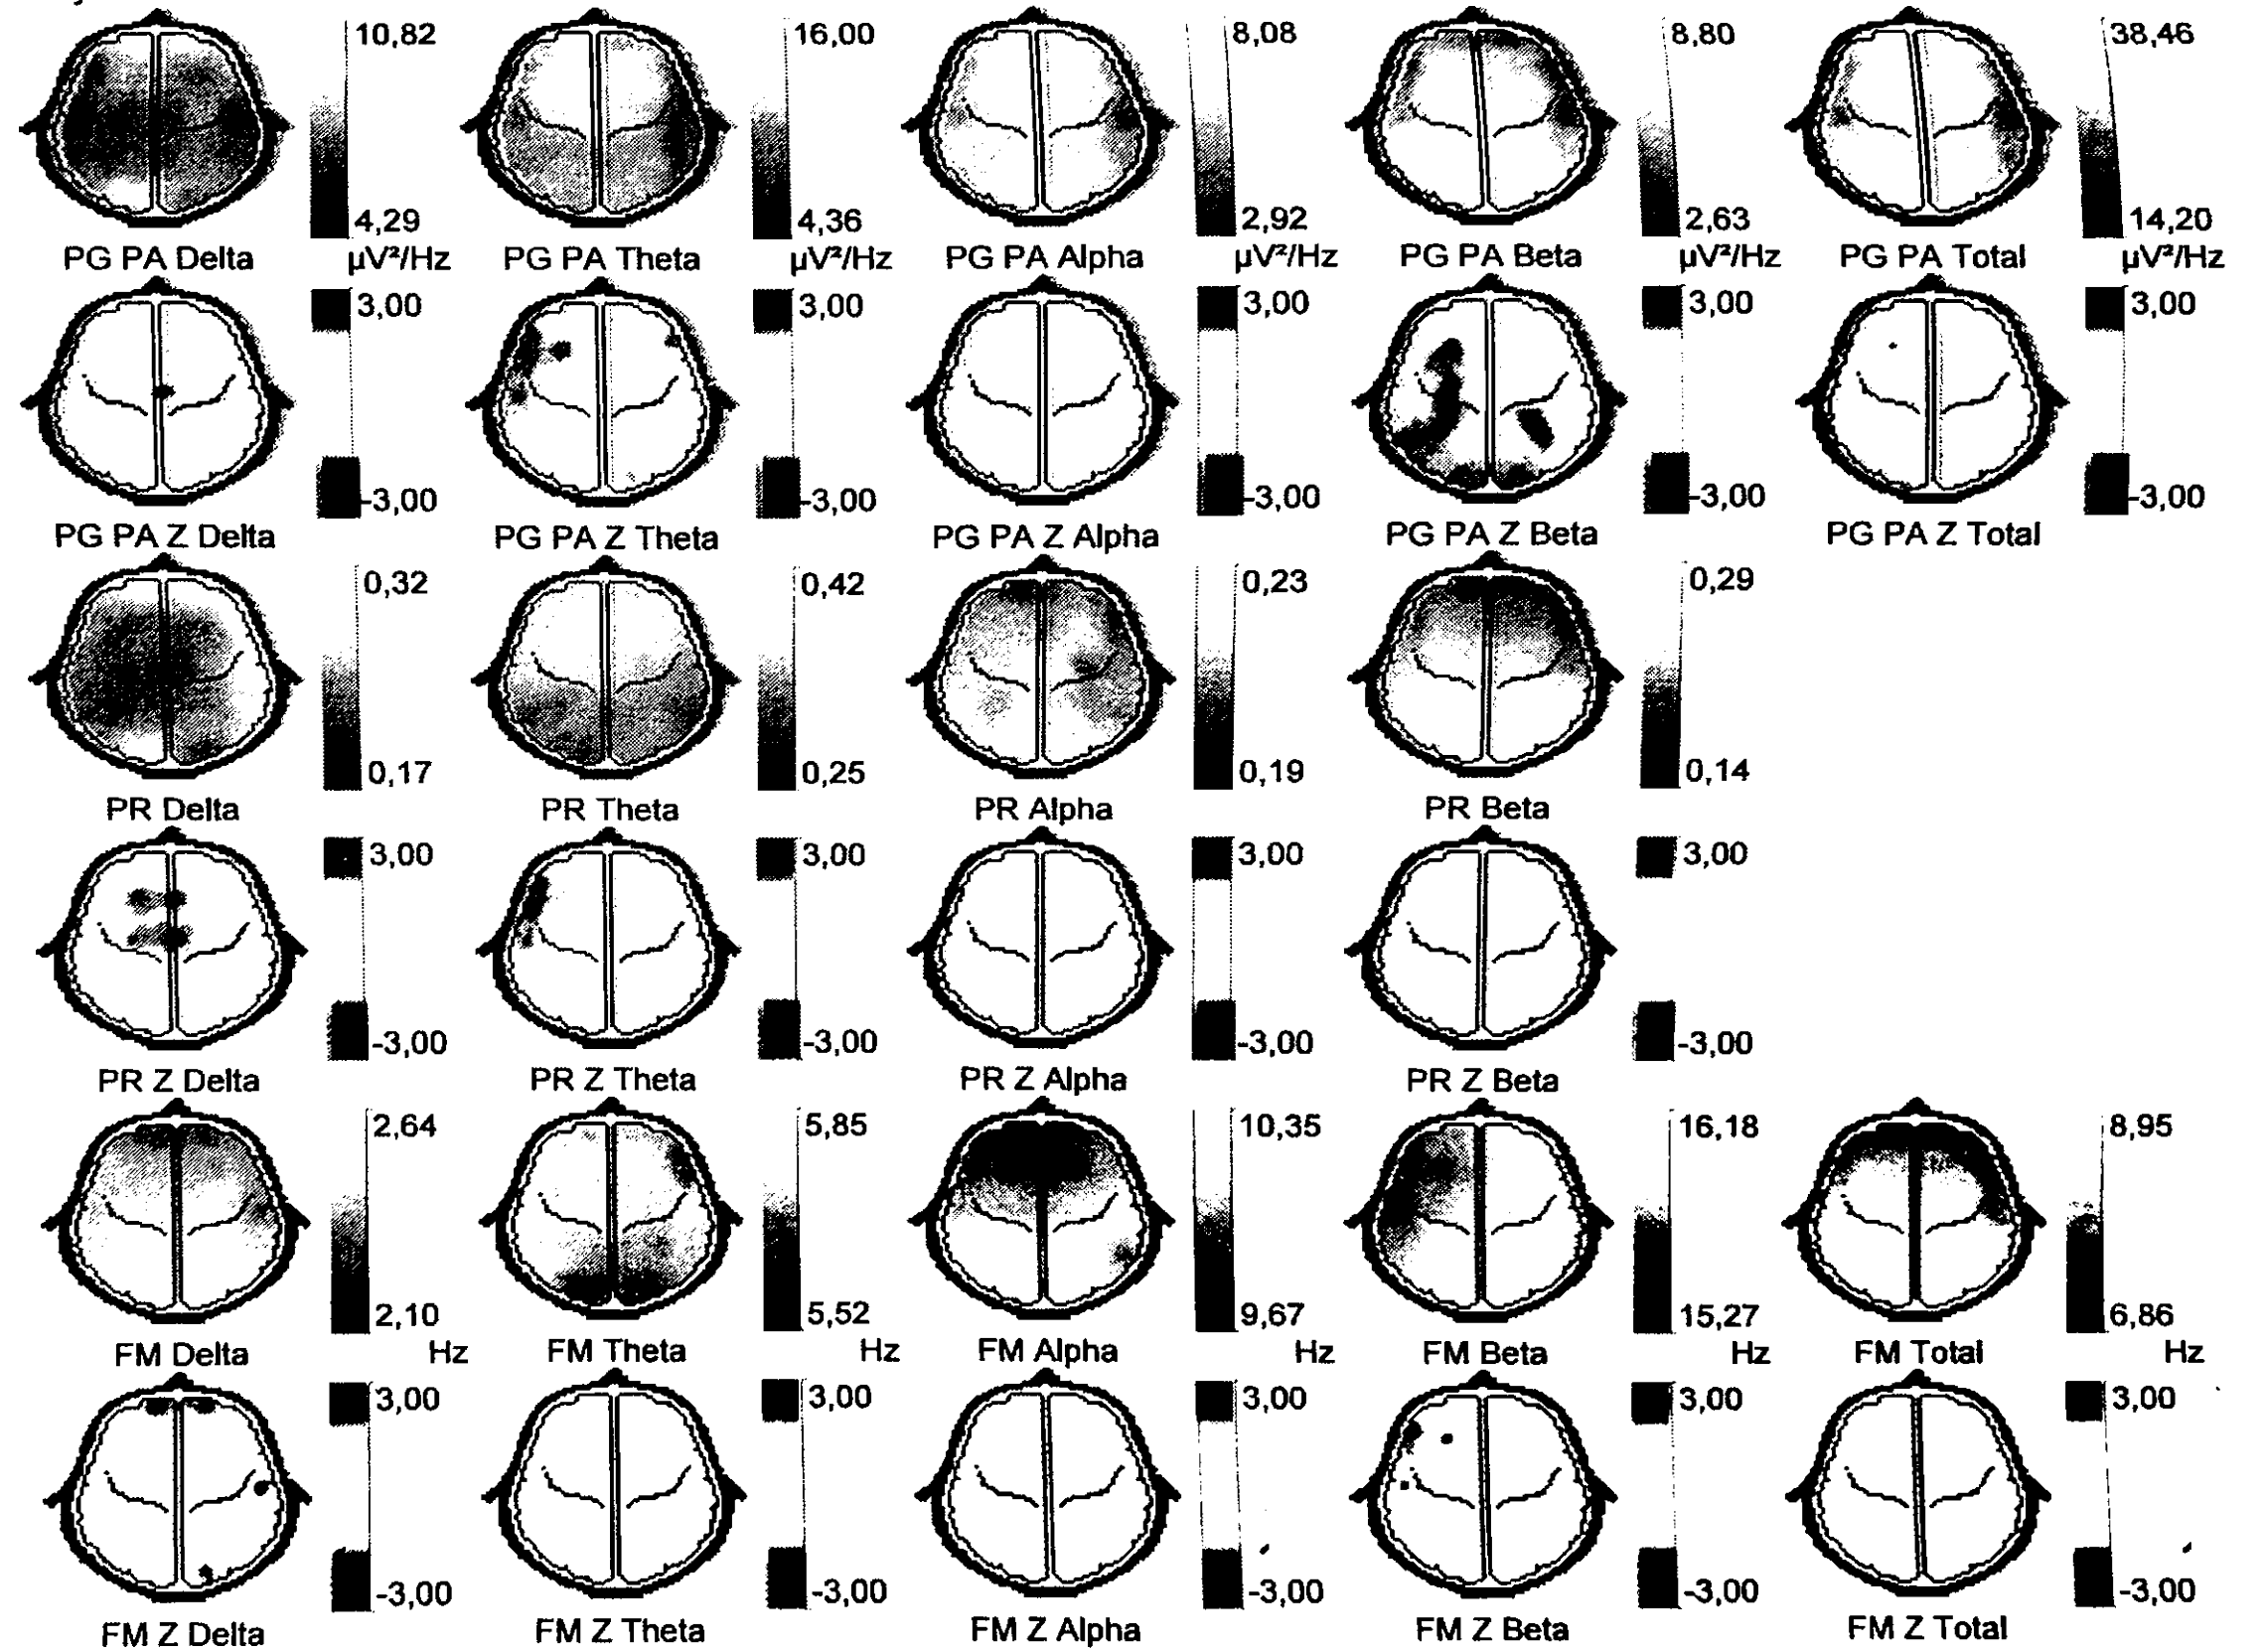 10,82 16,00 8,08 8,80 38,46
4,29 4,36 2,92 2,63 14,20
PG PA Delta µV²/Hz PG PA Theta µV²/Hz PG PA Alpha µV²/Hz PG PA Beta µV²/Hz PG PA Total µV²/Hz
3,00 3,00 3,00 3,00 3,00
-3,00 -3,00 -3,00 -3,00 -3,00
PG PA Z Delta PG PA Z Theta PG PA Z Alpha PG PA Z Beta PG PA Z Total
0,32 0,42 0,23 0,29
0,17 0,25 0,19 0,14
PR Delta PR Theta PR Alpha PR Beta
3,00 3,00 3,00 3,00
-3,00 -3,00 -3,00 -3,00
PR Z Delta PR Z Theta PR Z Alpha PR Z Beta
2,64 5,85 10,35 16,18 8,95
2,10 5,52 9,67 15,27 6,86
FM Delta Hz FM Theta Hz FM Alpha Hz FM Beta Hz FM Total Hz
3,00 3,00 3,00 3,00 3,00
-3,00 -3,00 -3,00 -3,00 -3,00
FM Z Delta FM Z Theta FM Z Alpha FM Z Beta FM Z Total